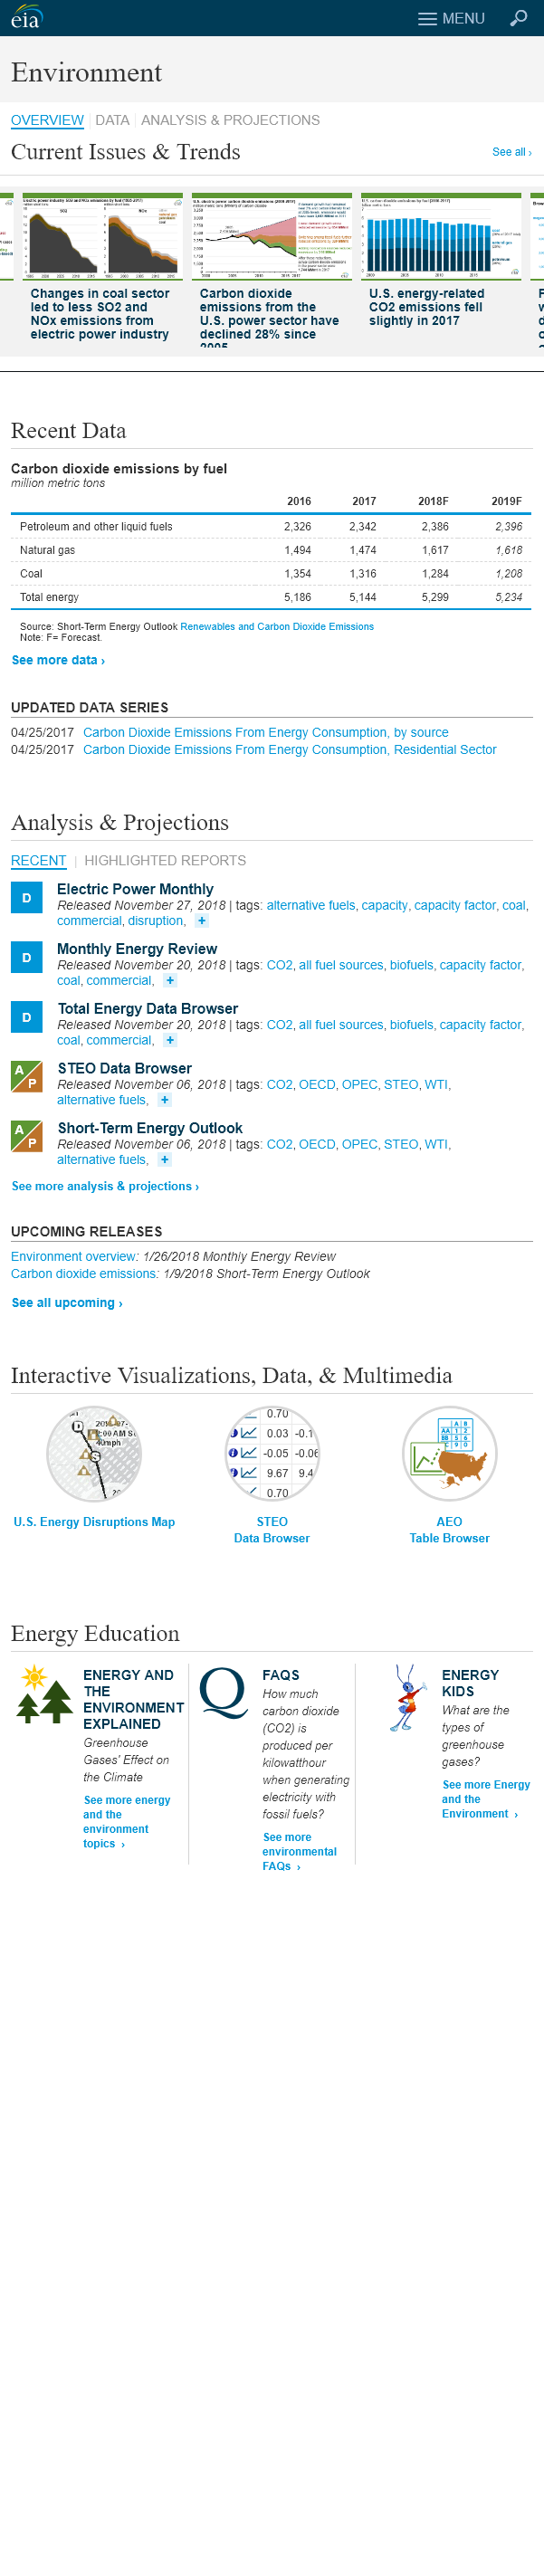 eia
MENU
Environment
OVERVIEW DATA ANALYSIS & PROJECTIONS
Current Issues & Trends See all ›
Changes in coal sector
led to less SO2 and
NOx emissions from
electric power industry
Carbon dioxide
emissions from the
U.S. power sector have
declined 28% since
2005
U.S. energy-related
CO2 emissions fell
slightly in 2017
Recent Data
Carbon dioxide emissions by fuel
million metric tons
2016 2017 2018F 2019F
Petroleum and other liquid fuels 2,326 2,342 2,386 2,396
Natural gas 1,494 1,474 1,617 1,618
Coal 1,354 1,316 1,284 1,208
Total energy 5,186 5,144 5,299 5,234
Source: Short-Term Energy Outlook Renewables and Carbon Dioxide Emissions
Note: F= Forecast.
See more data ›
UPDATED DATA SERIES
04/25/2017 Carbon Dioxide Emissions From Energy Consumption, by source
04/25/2017 Carbon Dioxide Emissions From Energy Consumption, Residential Sector
Analysis & Projections
RECENT | HIGHLIGHTED REPORTS
D Electric Power Monthly
Released November 27, 2018 | tags: alternative fuels, capacity, capacity factor, coal,
commercial, disruption, +
D Monthly Energy Review
Released November 20, 2018 | tags: CO2, all fuel sources, biofuels, capacity factor,
coal, commercial, +
D Total Energy Data Browser
Released November 20, 2018 | tags: CO2, all fuel sources, biofuels, capacity factor,
coal, commercial, +
A P STEO Data Browser
Released November 06, 2018 | tags: CO2, OECD, OPEC, STEO, WTI,
alternative fuels, +
A P Short-Term Energy Outlook
Released November 06, 2018 | tags: CO2, OECD, OPEC, STEO, WTI,
alternative fuels, +
See more analysis & projections ›
UPCOMING RELEASES
Environment overview: 1/26/2018 Monthly Energy Review
Carbon dioxide emissions: 1/9/2018 Short-Term Energy Outlook
See all upcoming ›
Interactive Visualizations, Data, & Multimedia
D
S
0.70
0.03 -0.1
-0.05 -0.06
9.67 9.4
0.70
A B
AA 1 2
BB 5 6
C 9 0
U.S. Energy Disruptions Map
STEO
Data Browser
AEO
Table Browser
Energy Education
ENERGY AND
THE
ENVIRONMENT
EXPLAINED
Greenhouse
Gases' Effect on
the Climate
See more energy
and the
environment
topics ›
Q
FAQS
How much
carbon dioxide
(CO2) is
produced per
kilowatthour
when generating
electricity with
fossil fuels?
See more
environmental
FAQs ›
ENERGY
KIDS
What are the
types of
greenhouse
gases?
See more Energy
and the
Environment ›